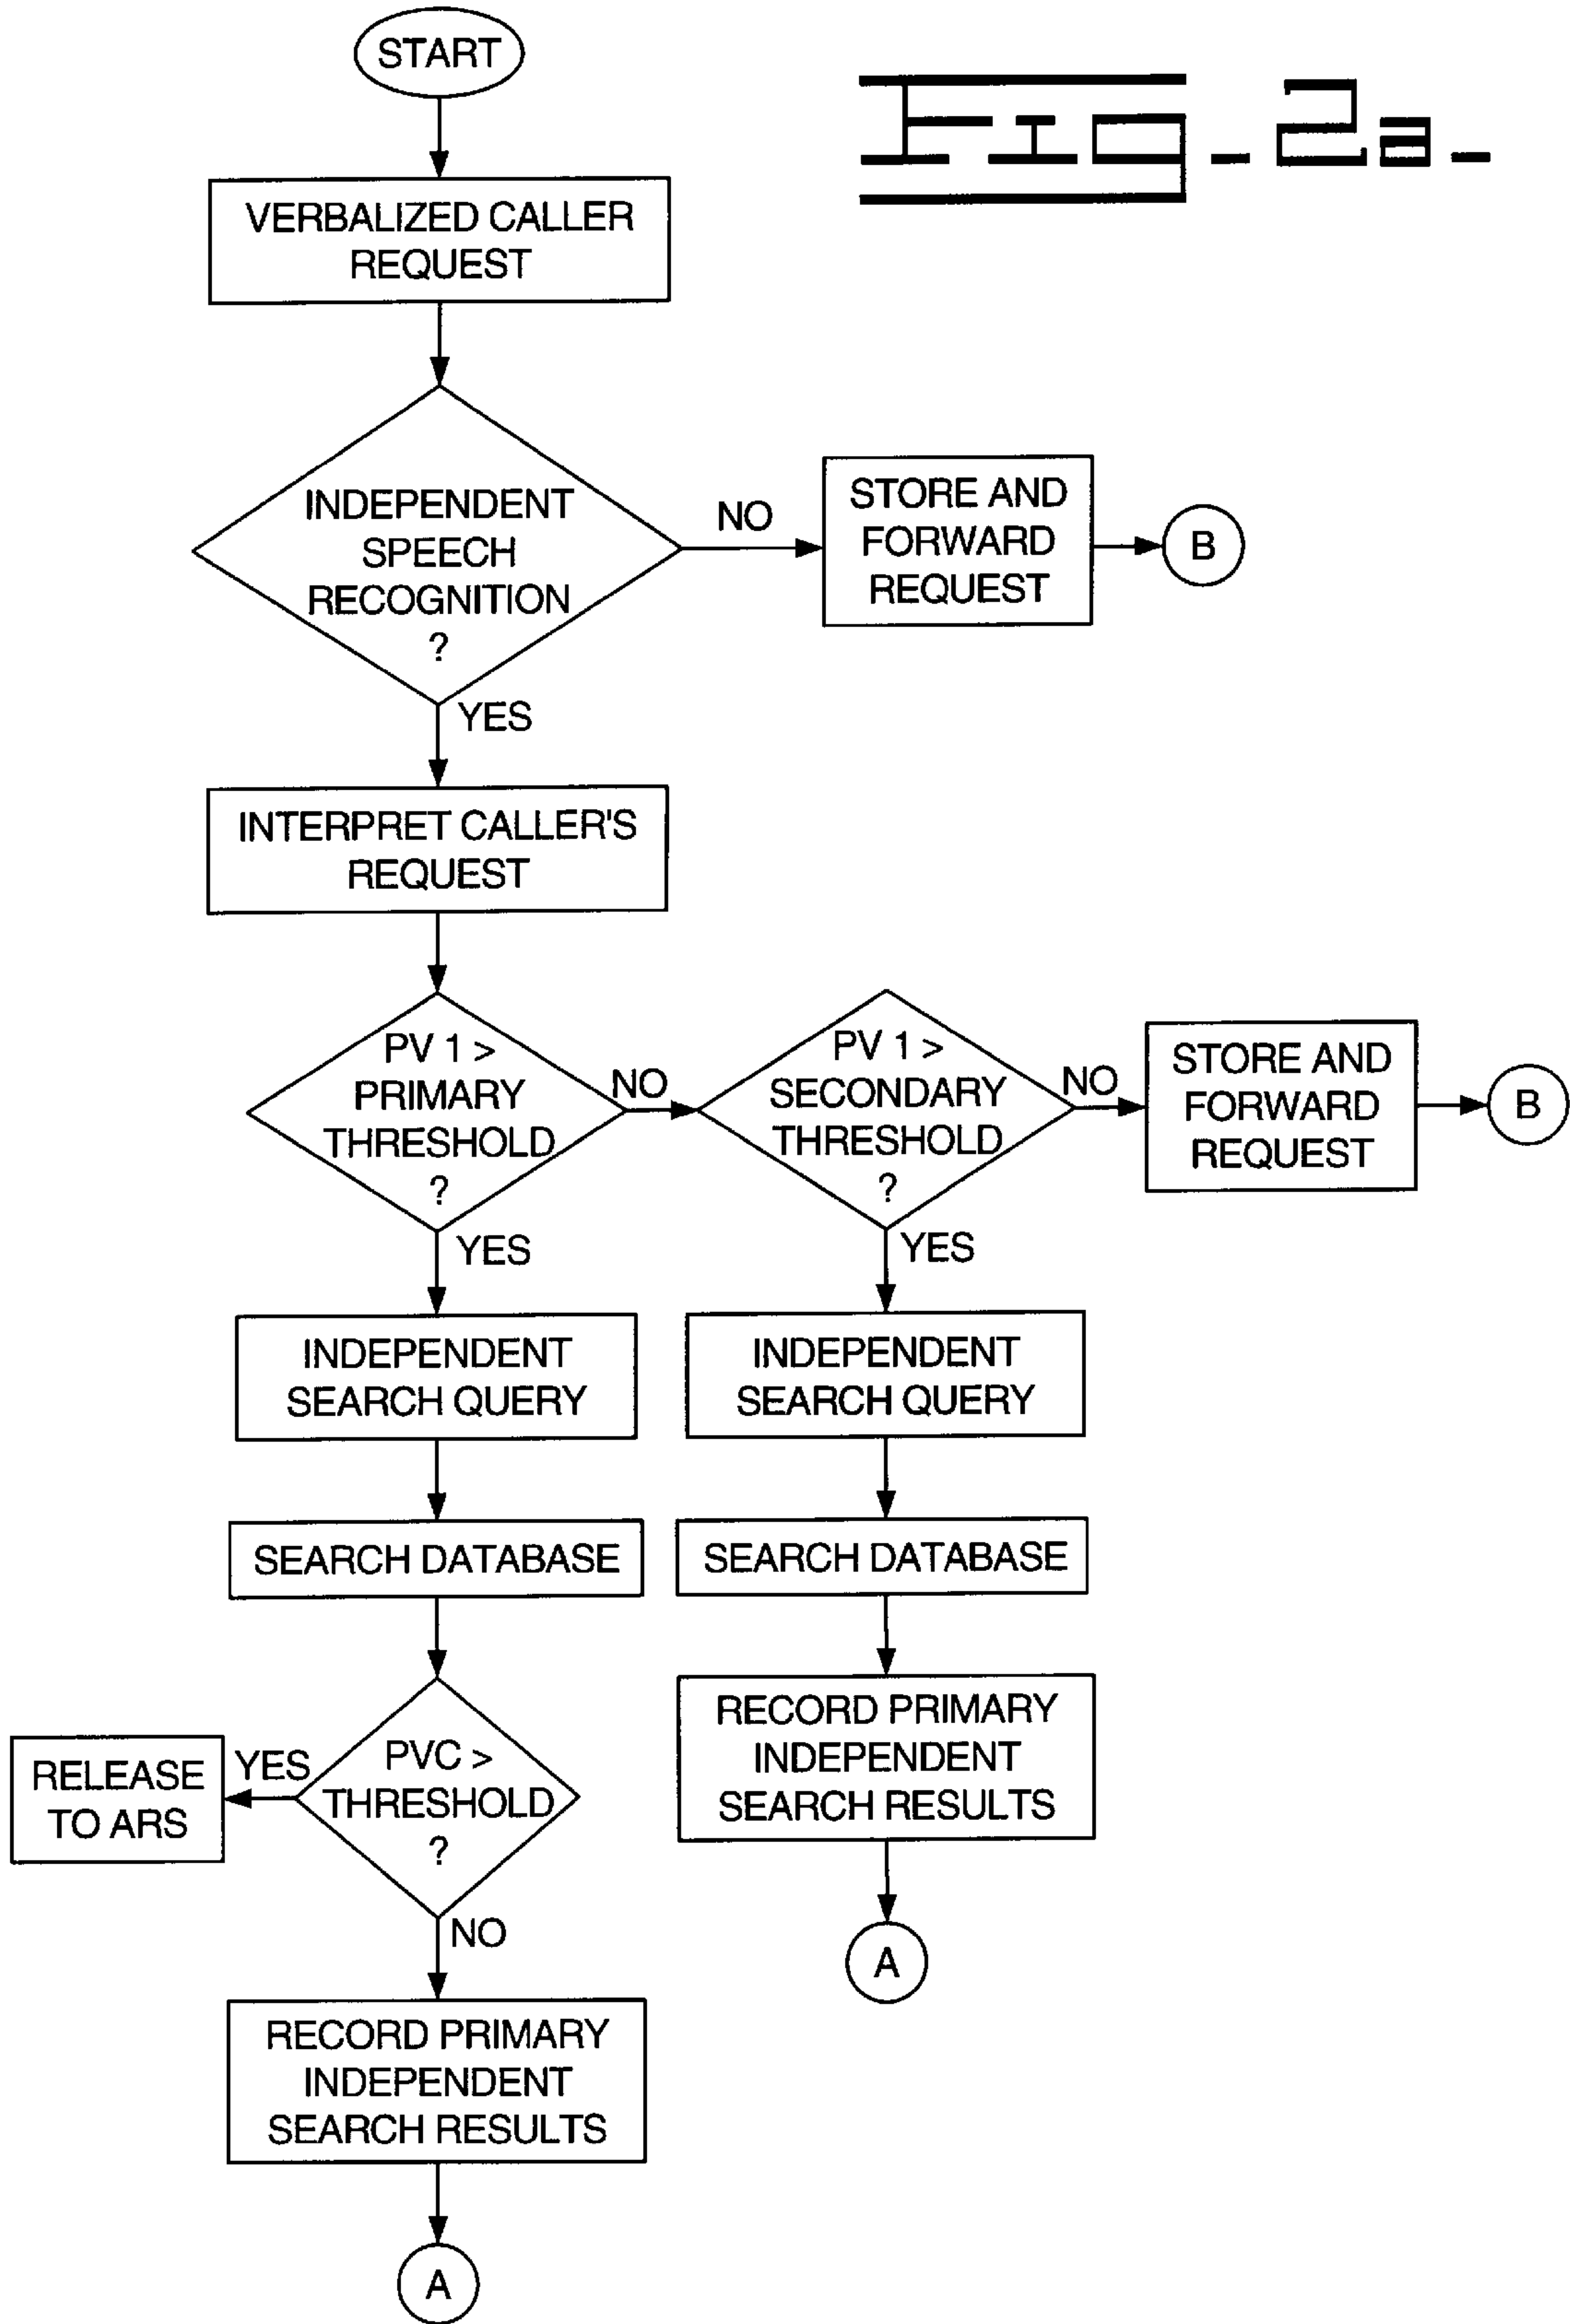 START
FIG_2a_
VERBALIZED CALLER
REQUEST
INDEPENDENT
SPEECH
RECOGNITION
?
NO
STORE AND
FORWARD
REQUEST
B
YES
INTERPRET CALLER'S
REQUEST
PV 1 >
PRIMARY
THRESHOLD
?
NO
PV 1 >
SECONDARY
THRESHOLD
?
NO
STORE AND
FORWARD
REQUEST
B
YES
YES
INDEPENDENT
SEARCH QUERY
INDEPENDENT
SEARCH QUERY
SEARCH DATABASE
SEARCH DATABASE
PVC >
THRESHOLD
?
YES
RELEASE
TO ARS
RECORD PRIMARY
INDEPENDENT
SEARCH RESULTS
NO
A
RECORD PRIMARY
INDEPENDENT
SEARCH RESULTS
A